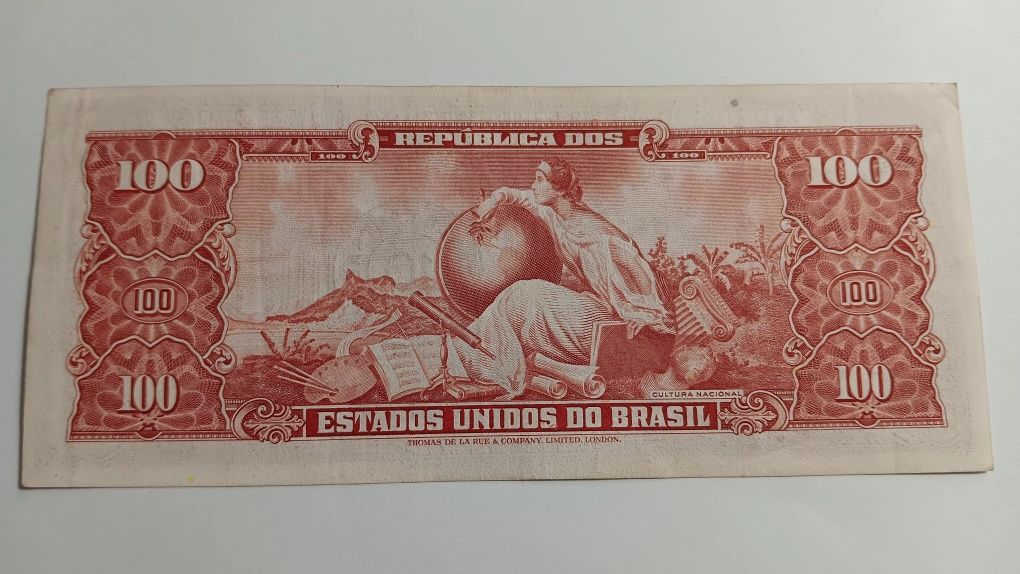 REPÚBLICA DOS
100 100
100 100
100 100
100 100
CULTURA NACIONAL
ESTADOS UNIDOS DO BRASIL
THOMAS DE LA RUE & COMPANY, LIMITED, LONDON.